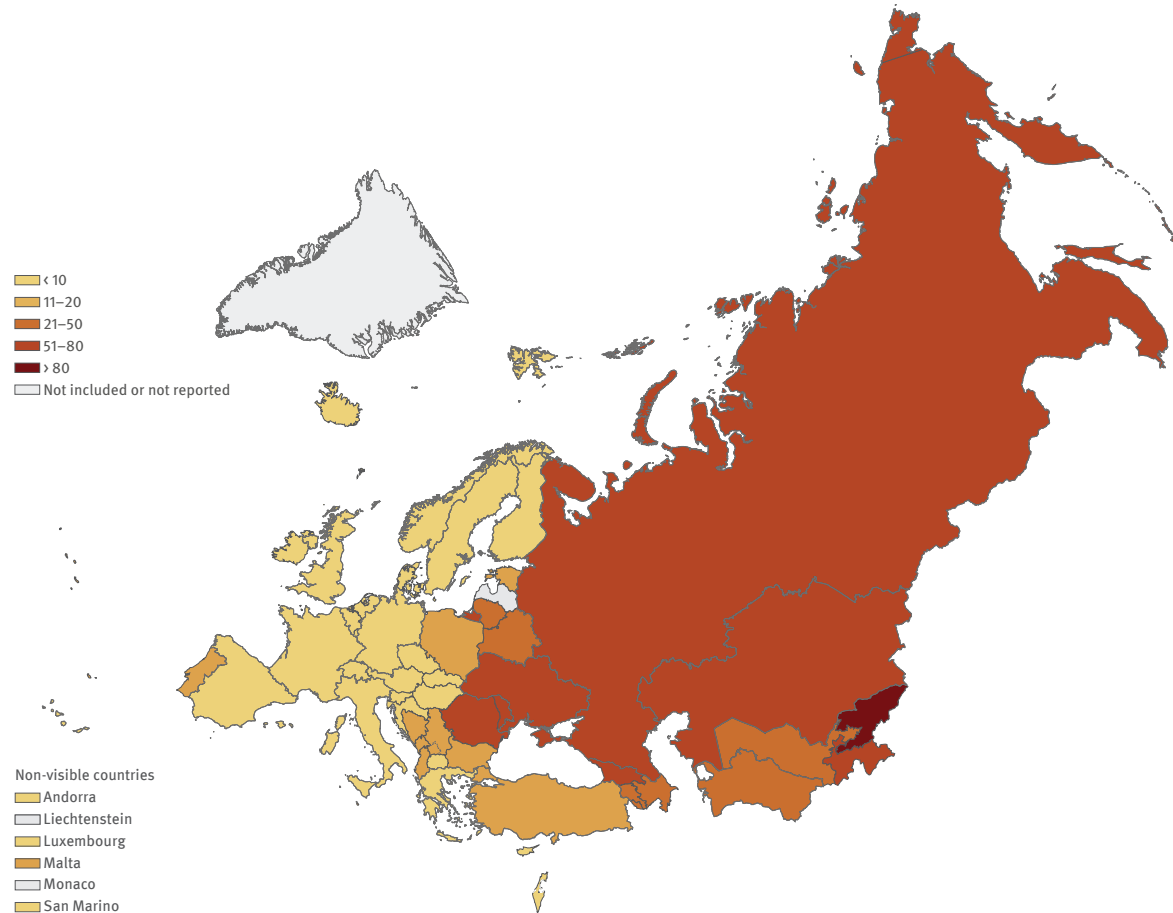 < 10
11–20
21–50
51–80
> 80
Not included or not reported
Non-visible countries
Andorra
Liechtenstein
Luxembourg
Malta
Monaco
San Marino